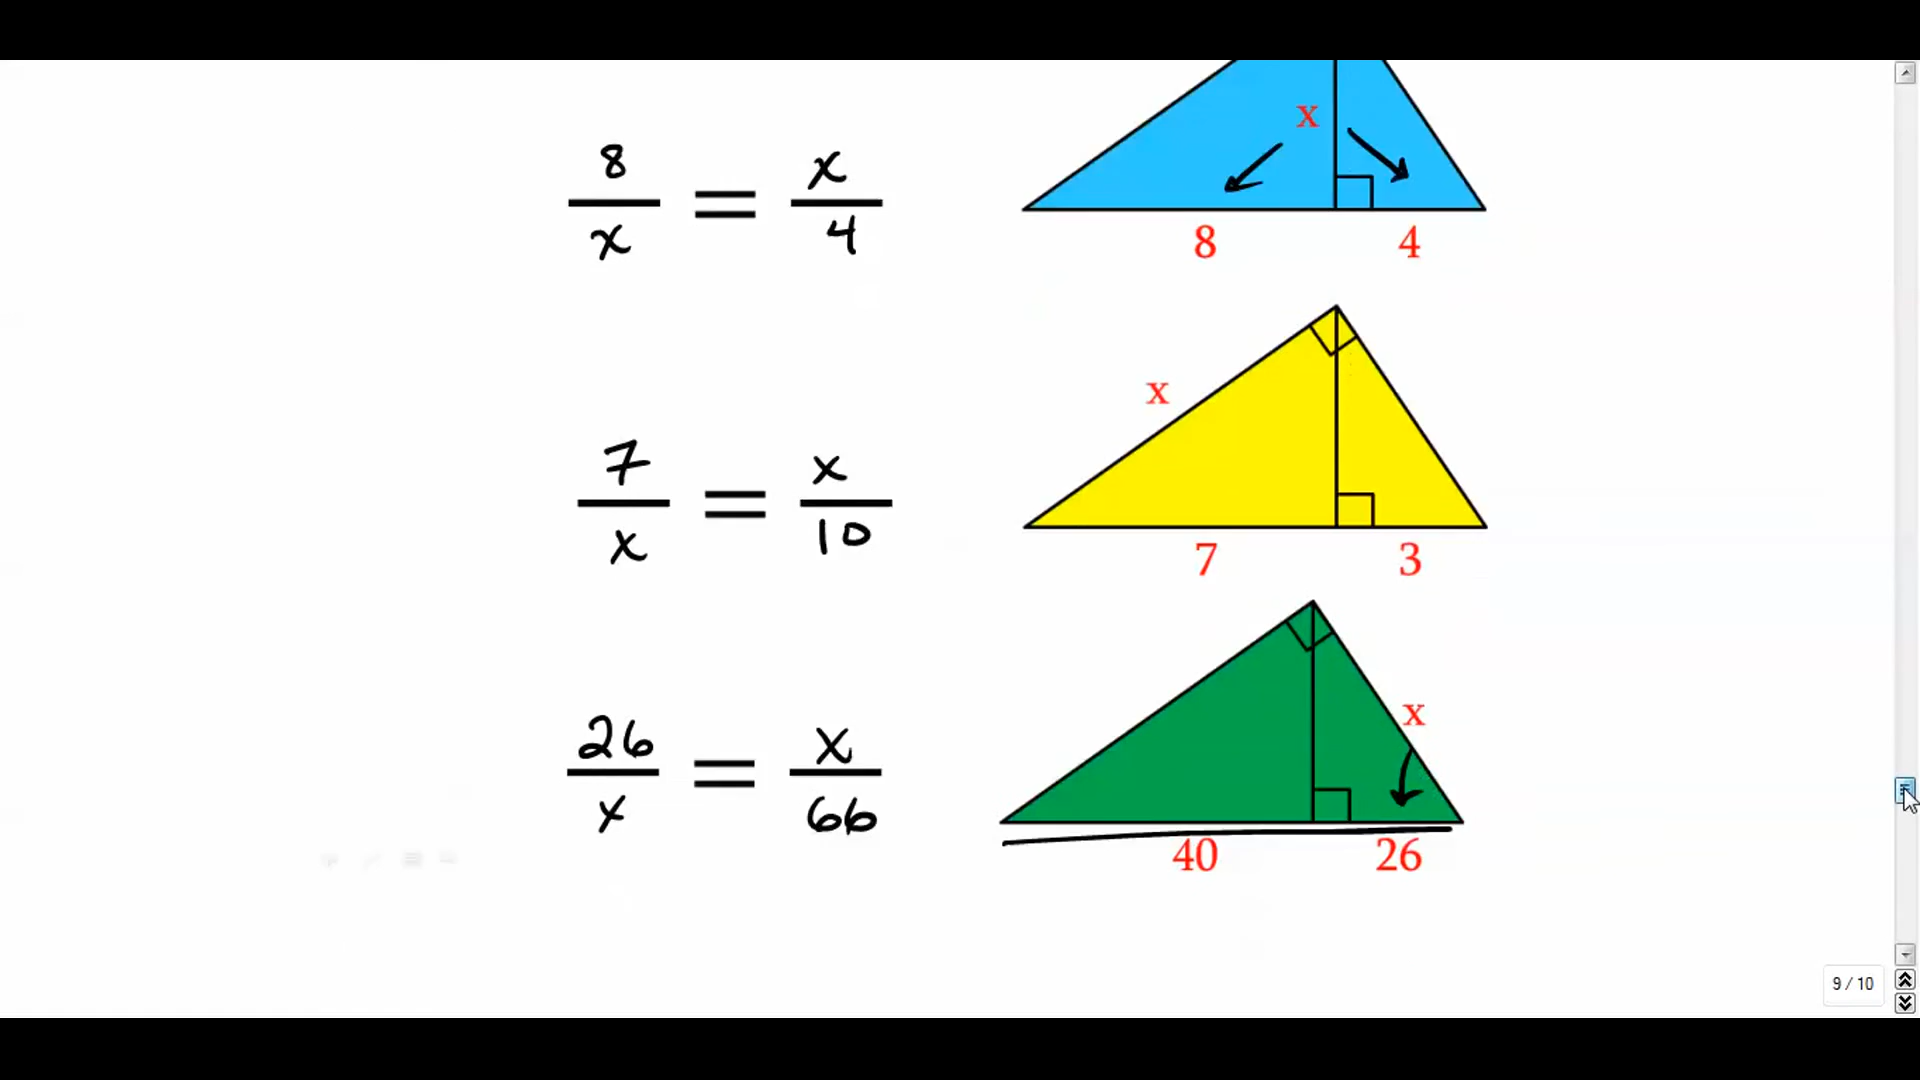 8/x = x/4
x
8 4
7/x = x/10
x
7 3
26/x = x/66
x
40 26
9 / 10